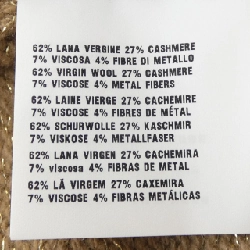 62% LANA VERGINE 27% CASHMERE
7% VISCOSA 4% FIBRE DI METALLO
62% VIRGIN WOOL 27% CASHMERE
7% VISCOSE 4% METAL FIBERS
62% LAINE VIERGE 27% CACHEMIRE
7% VISCOSE 4% FIBRES DE MÉTAL
62% SCHURWOLLE 27% KASCHMIR
7% VISKOSE 4% METALLFASER
62% LANA VIRGEN 27% CACHEMIRA
7% viscosa 4% FIBRAS DE METAL
62% LÃ VIRGEM 27% CAXEMIRA
7% VISCOSE 4% FIBRAS METÁLICAS